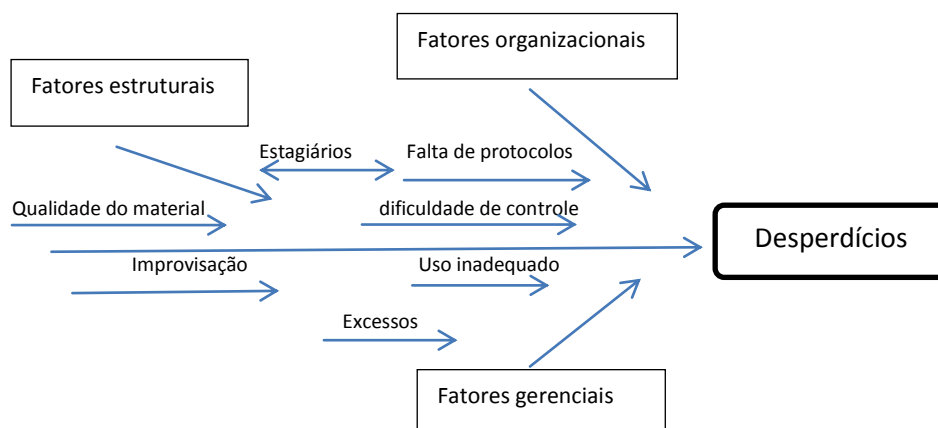 Fatores organizacionais
Fatores estruturais
Estagiários
Falta de protocolos
Qualidade do material
dificuldade de controle
Desperdícios
Improvisação
Uso inadequado
Excessos
Fatores gerenciais